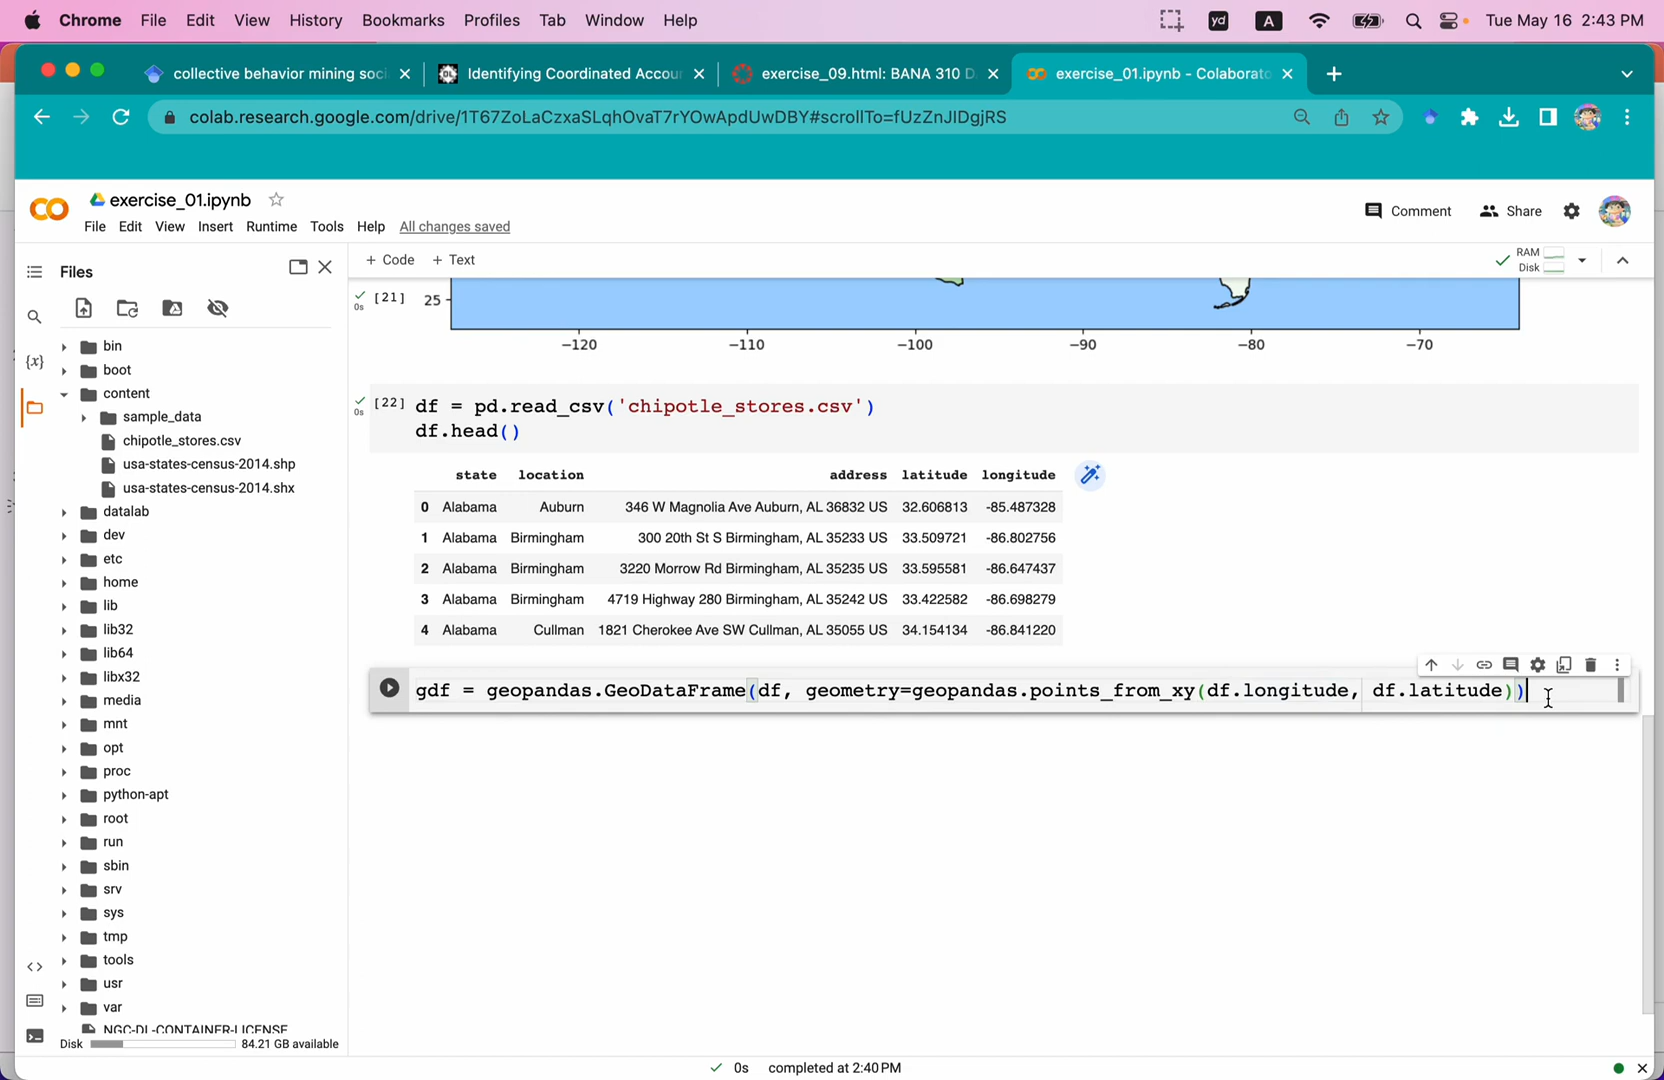 Chrome File Edit View History Bookmarks Profiles Tab Window Help yd A Tue May 16 2:43 PM
collective behavior mining soci
Identifying Coordinated Accou
exercise_09.html: BANA 310 D
exercise_01.ipynb - Colaborato
colab.research.google.com/drive/1T67ZoLaCzxaSLqhOvaT7rYOwApdUwDBY#scrollTo=fUzZnJIDgjRS
exercise_01.ipynb
Comment Share
File Edit View Insert Runtime Tools Help All changes saved
Files
+ Code + Text
RAM
Disk
{x}
bin
boot
content
sample_data
chipotle_stores.csv
usa-states-census-2014.shp
usa-states-census-2014.shx
datalab
dev
etc
home
lib
lib32
lib64
libx32
media
mnt
opt
proc
python-apt
root
run
sbin
srv
sys
tmp
tools
usr
var
NGC-DL-CONTAINER-LICENSE
Disk 84.21 GB available
[21] 25
0s
−120 −110 −100 −90 −80 −70
[22] df = pd.read_csv('chipotle_stores.csv')
0s
df.head()
state location address latitude longitude
0 Alabama Auburn 346 W Magnolia Ave Auburn, AL 36832 US 32.606813 -85.487328
1 Alabama Birmingham 300 20th St S Birmingham, AL 35233 US 33.509721 -86.802756
2 Alabama Birmingham 3220 Morrow Rd Birmingham, AL 35235 US 33.595581 -86.647437
3 Alabama Birmingham 4719 Highway 280 Birmingham, AL 35242 US 33.422582 -86.698279
4 Alabama Cullman 1821 Cherokee Ave SW Cullman, AL 35055 US 34.154134 -86.841220
gdf = geopandas.GeoDataFrame(df, geometry=geopandas.points_from_xy(df.longitude, df.latitude))
0s completed at 2:40 PM